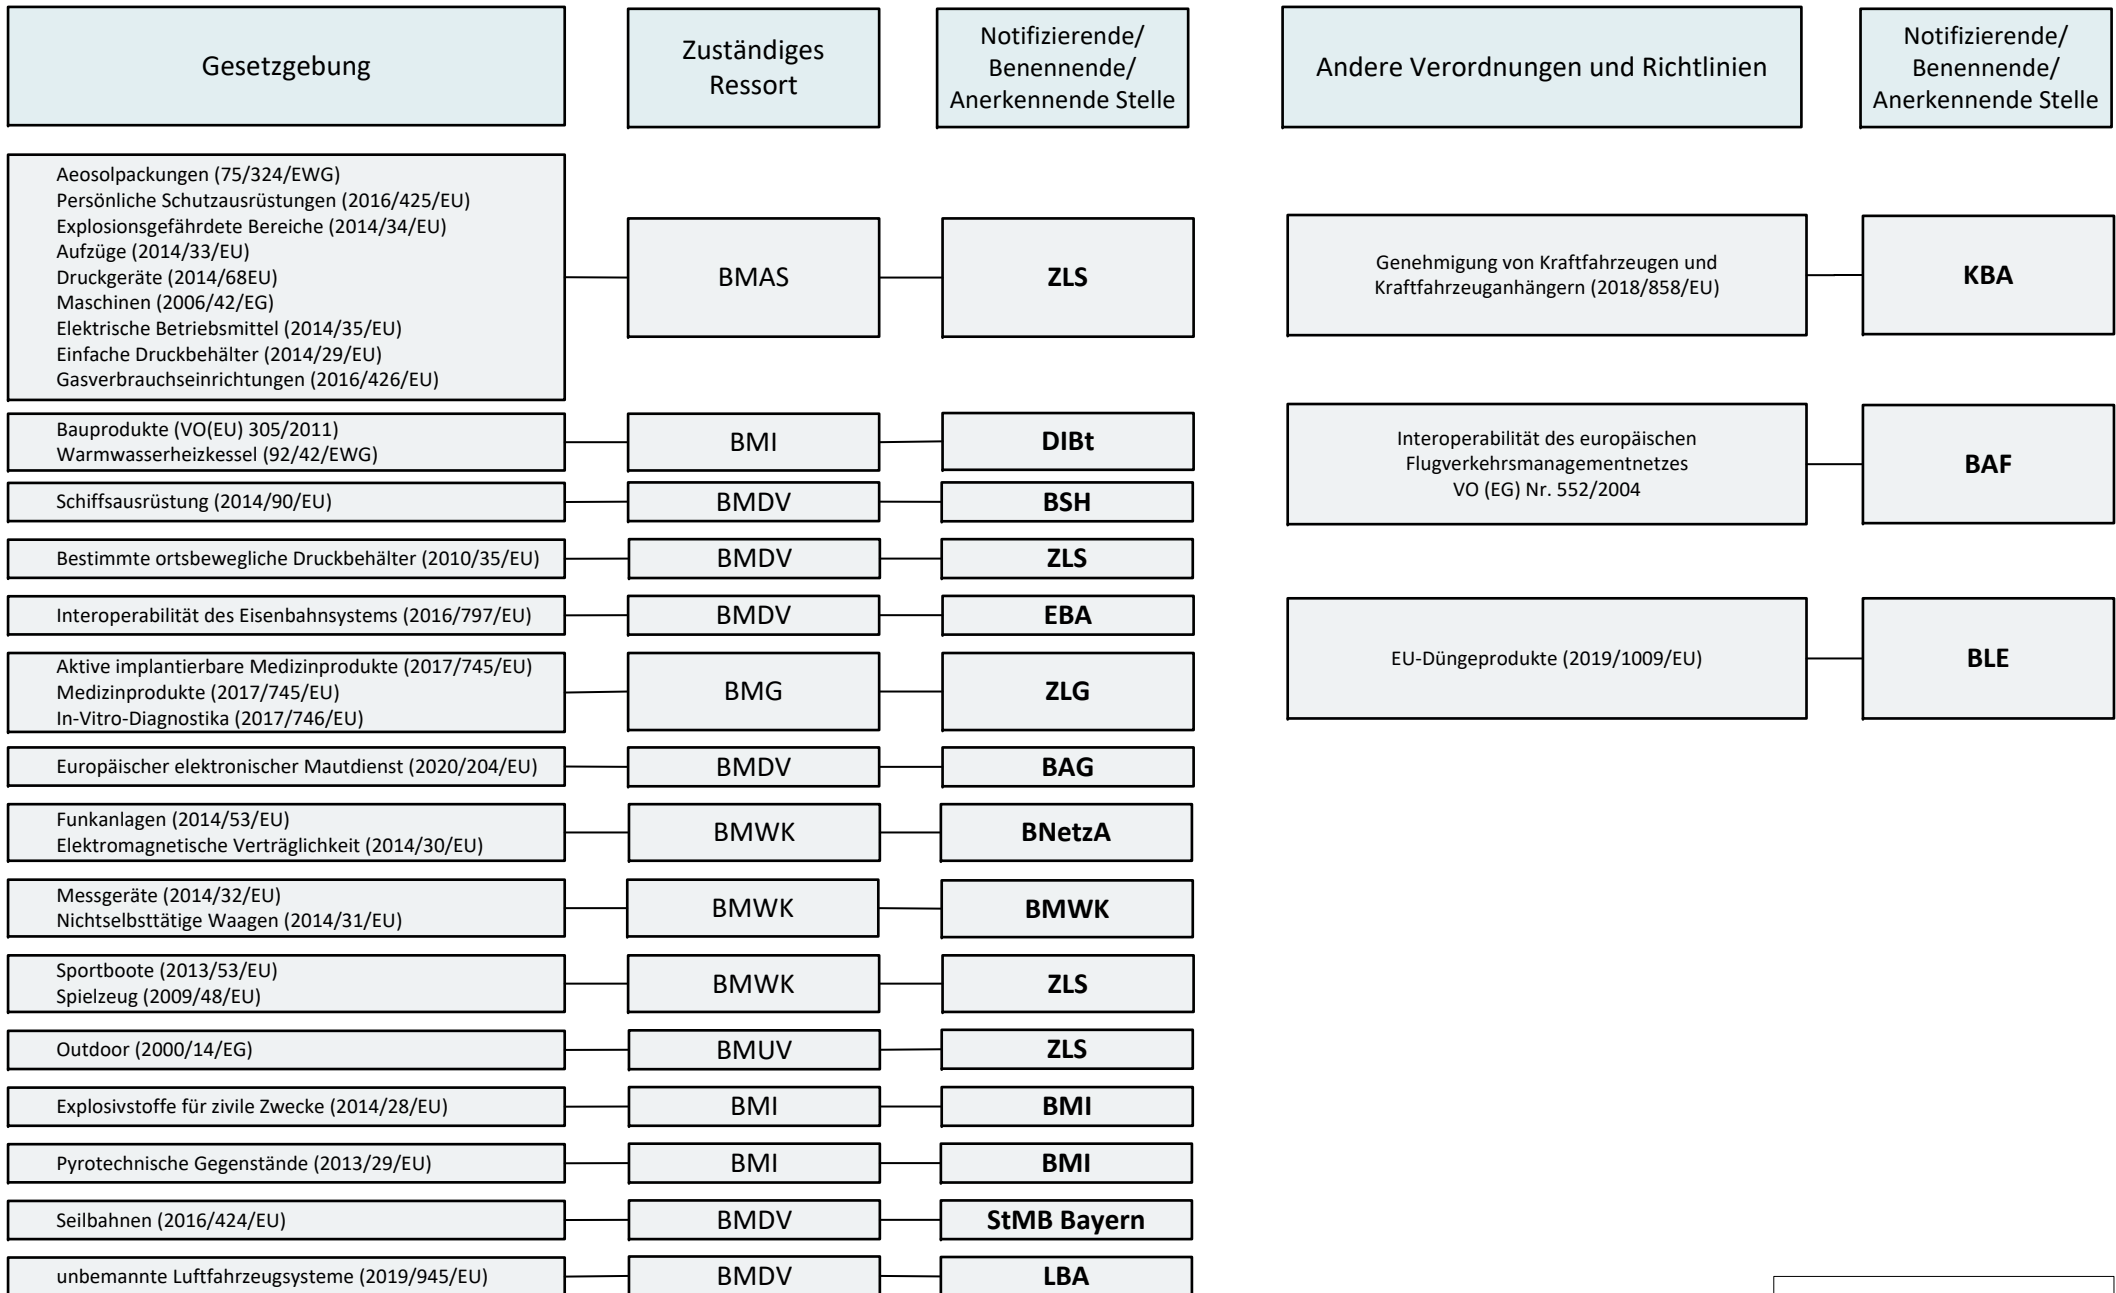 Gesetzgebung
Zuständiges
Ressort
Notifizierende/
Benennende/
Anerkennende Stelle
Aeosolpackungen (75/324/EWG)
Persönliche Schutzausrüstungen (2016/425/EU)
Explosionsgefährdete Bereiche (2014/34/EU)
Aufzüge (2014/33/EU)
Druckgeräte (2014/68EU)
Maschinen (2006/42/EG)
Elektrische Betriebsmittel (2014/35/EU)
Einfache Druckbehälter (2014/29/EU)
Gasverbrauchseinrichtungen (2016/426/EU)
BMAS
ZLS
Bauprodukte (VO(EU) 305/2011)
Warmwasserheizkessel (92/42/EWG)
BMI
DIBt
Schiffsausrüstung (2014/90/EU)
BMDV
BSH
Bestimmte ortsbewegliche Druckbehälter (2010/35/EU)
BMDV
ZLS
Interoperabilität des Eisenbahnsystems (2016/797/EU)
BMDV
EBA
Aktive implantierbare Medizinprodukte (2017/745/EU)
Medizinprodukte (2017/745/EU)
In-Vitro-Diagnostika (2017/746/EU)
BMG
ZLG
Europäischer elektronischer Mautdienst (2020/204/EU)
BMDV
BAG
Funkanlagen (2014/53/EU)
Elektromagnetische Verträglichkeit (2014/30/EU)
BMWK
BNetzA
Messgeräte (2014/32/EU)
Nichtselbsttätige Waagen (2014/31/EU)
BMWK
BMWK
Sportboote (2013/53/EU)
Spielzeug (2009/48/EU)
BMWK
ZLS
Outdoor (2000/14/EG)
BMUV
ZLS
Explosivstoffe für zivile Zwecke (2014/28/EU)
BMI
BMI
Pyrotechnische Gegenstände (2013/29/EU)
BMI
BMI
Seilbahnen (2016/424/EU)
BMDV
StMB Bayern
unbemannte Luftfahrzeugsysteme (2019/945/EU)
BMDV
LBA
Andere Verordnungen und Richtlinien
Notifizierende/
Benennende/
Anerkennende Stelle
Genehmigung von Kraftfahrzeugen und
Kraftfahrzeuganhängern (2018/858/EU)
KBA
Interoperabilität des europäischen
Flugverkehrsmanagementnetzes
VO (EG) Nr. 552/2004
BAF
EU-Düngeprodukte (2019/1009/EU)
BLE